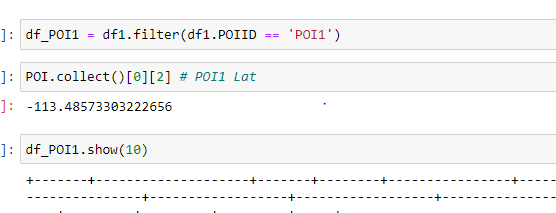 ]: df_POI1 = df1.filter(df1.POIID == 'POI1')
]: POI.collect()[0][2] # POI1 Lat
]: -113.48573303222656
]: df_POI1.show(10)
+-------+--------------------+-------+--------+---------------+-----
---------------+------------------+-----------------+--------------